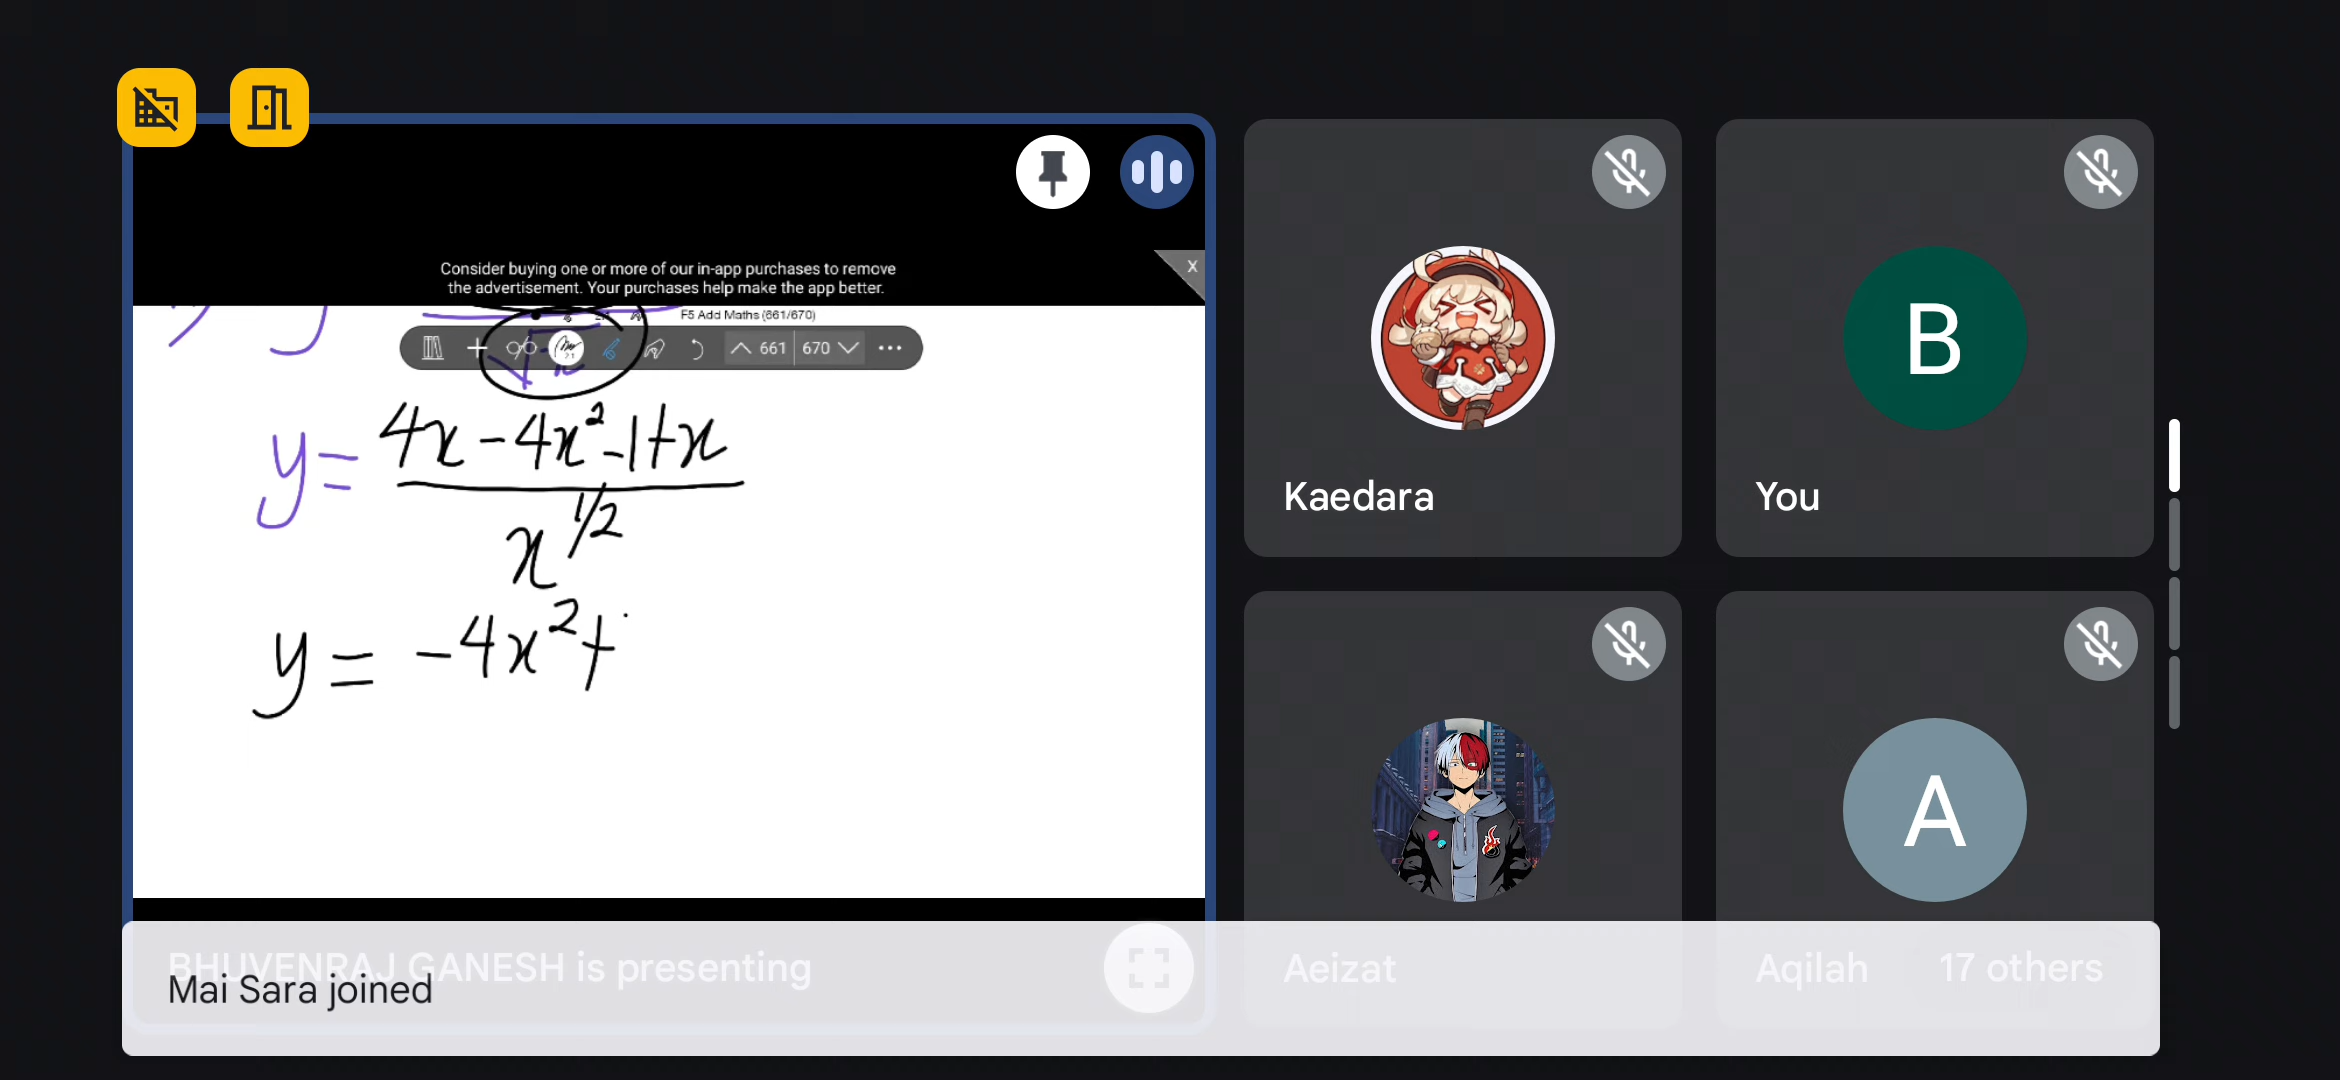 Consider buying one or more of our in-app purchases to remove
the advertisement. Your purchases help make the app better.
X
F5 Add Maths (661/670)
661 670
y = (4x - 4x² - 1 + x) / x^(1/2)
y = -4x² +
Kaedara
B
You
Aeizat
A
Aqilah
17 others
BHUVENRAJ GANESH is presenting
Mai Sara joined